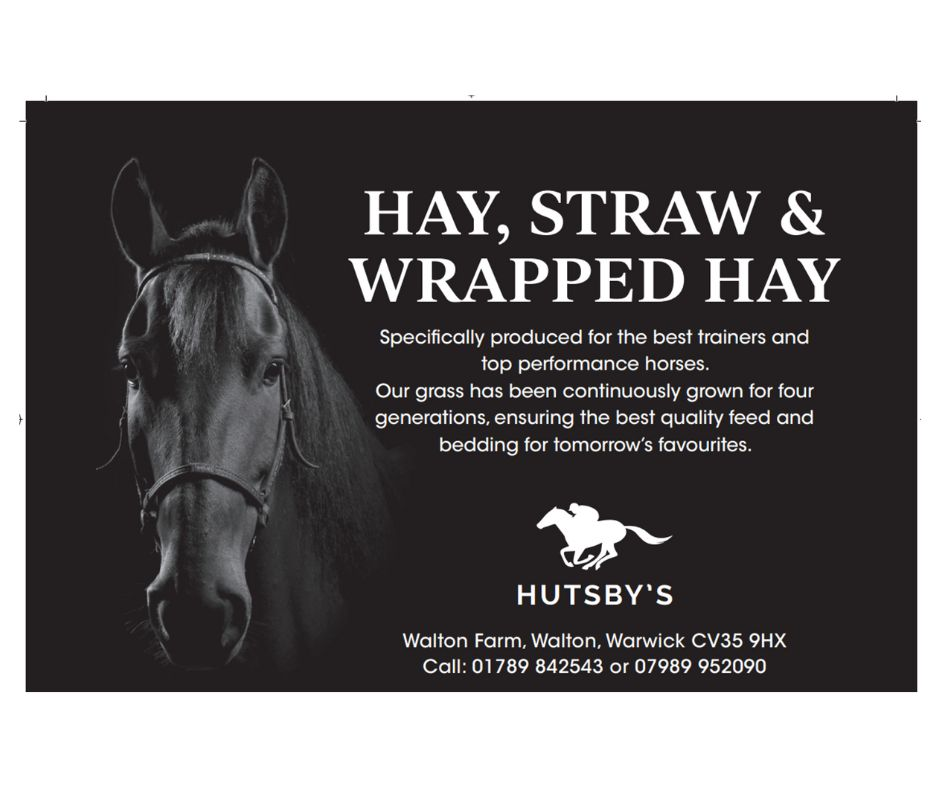 HAY, STRAW &
WRAPPED HAY
Specifically produced for the best trainers and
top performance horses.
Our grass has been continuously grown for four
generations, ensuring the best quality feed and
bedding for tomorrow's favourites.
HUTSBY'S
Walton Farm, Walton, Warwick CV35 9HX
Call: 01789 842543 or 07989 952090